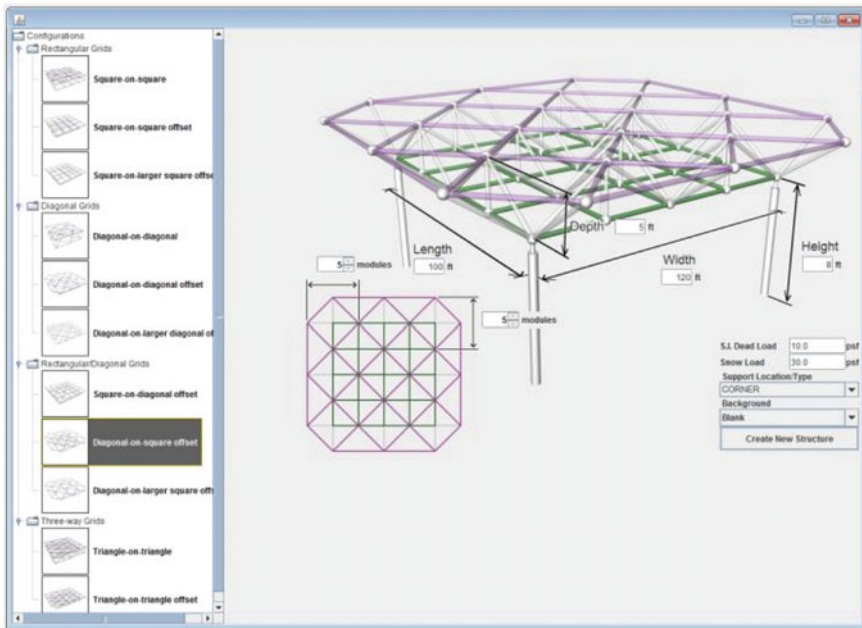 Configurations
Rectangular Grids
Square-on-square
Square-on-square offset
Square-on-larger square offse
Diagonal Grids
Diagonal-on-diagonal
Diagonal-on-diagonal offset
Diagonal-on-larger diagonal of
Rectangular/Diagonal Grids
Square-on-diagonal offset
Diagonal-on-square offset
Diagonal-on-larger square offs
Three-way Grids
Triangle-on-triangle
Triangle-on-triangle offset
Depth 5 ft
Length
100 ft
Width
120 ft
Height
8 ft
5 modules
5 modules
S.I. Dead Load 10.0 psf
Snow Load 30.0 psf
Support Location/Type
CORNER
Background
Blank
Create New Structure